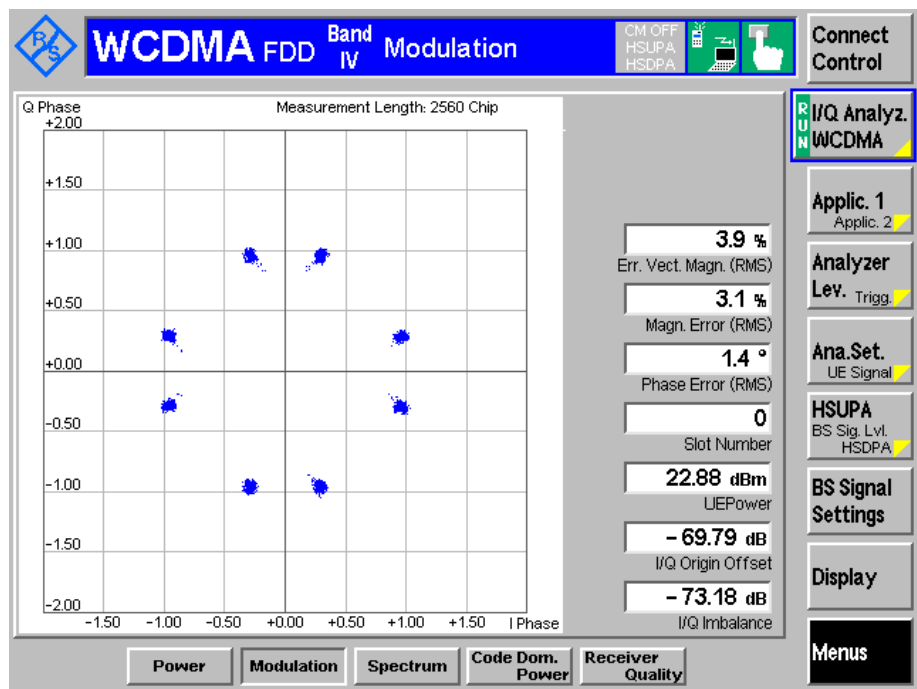 R&S
WCDMA FDD Band IV Modulation
CM OFF
HSUPA
HSDPA
Connect Control
Q Phase
Measurement Length: 2560 Chip
+2.00
+1.50
+1.00
+0.50
+0.00
-0.50
-1.00
-1.50
-2.00
-1.50 -1.00 -0.50 +0.00 +0.50 +1.00 +1.50 I Phase
3.9 %
Err. Vect. Magn. (RMS)
3.1 %
Magn. Error (RMS)
1.4 °
Phase Error (RMS)
0
Slot Number
22.88 dBm
UEPower
-69.79 dB
I/Q Origin Offset
-73.18 dB
I/Q Imbalance
RUN
I/Q Analyz.
WCDMA
Applic. 1
Applic. 2
Analyzer
Lev. Trigg.
Ana.Set.
UE Signal
HSUPA
BS Sig. Lvl.
HSDPA
BS Signal
Settings
Display
Menus
Power
Modulation
Spectrum
Code Dom.
Power
Receiver
Quality